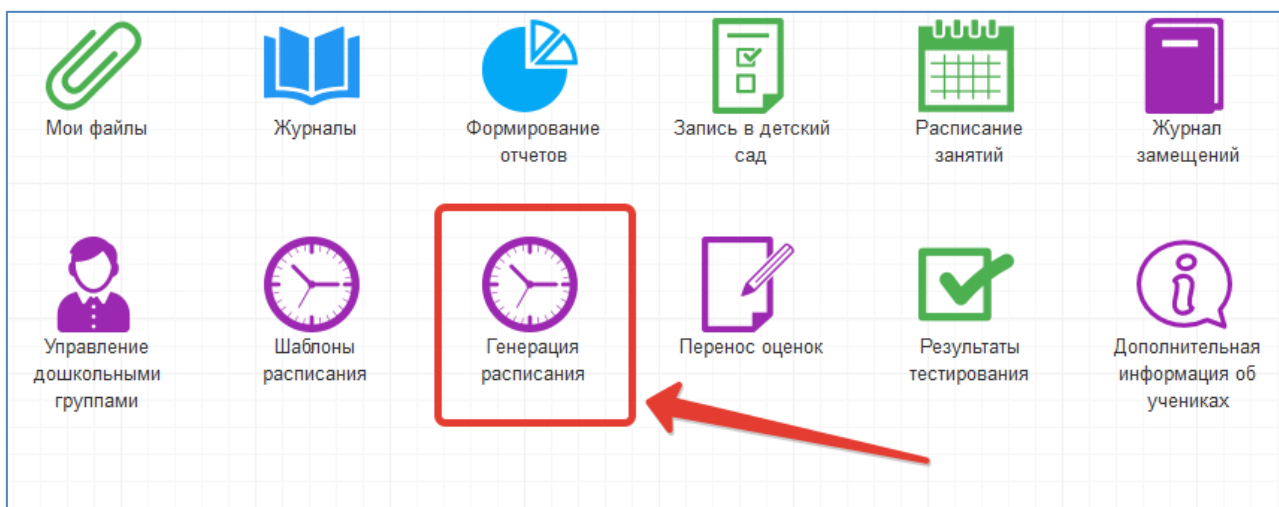 Мои файлы
Журналы
Формирование
отчетов
Запись в детский
сад
Расписание
занятий
Журнал
замещений
Управление
дошкольными
группами
Шаблоны
расписания
Генерация
расписания
Перенос оценок
Результаты
тестирования
Дополнительная
информация об
учениках